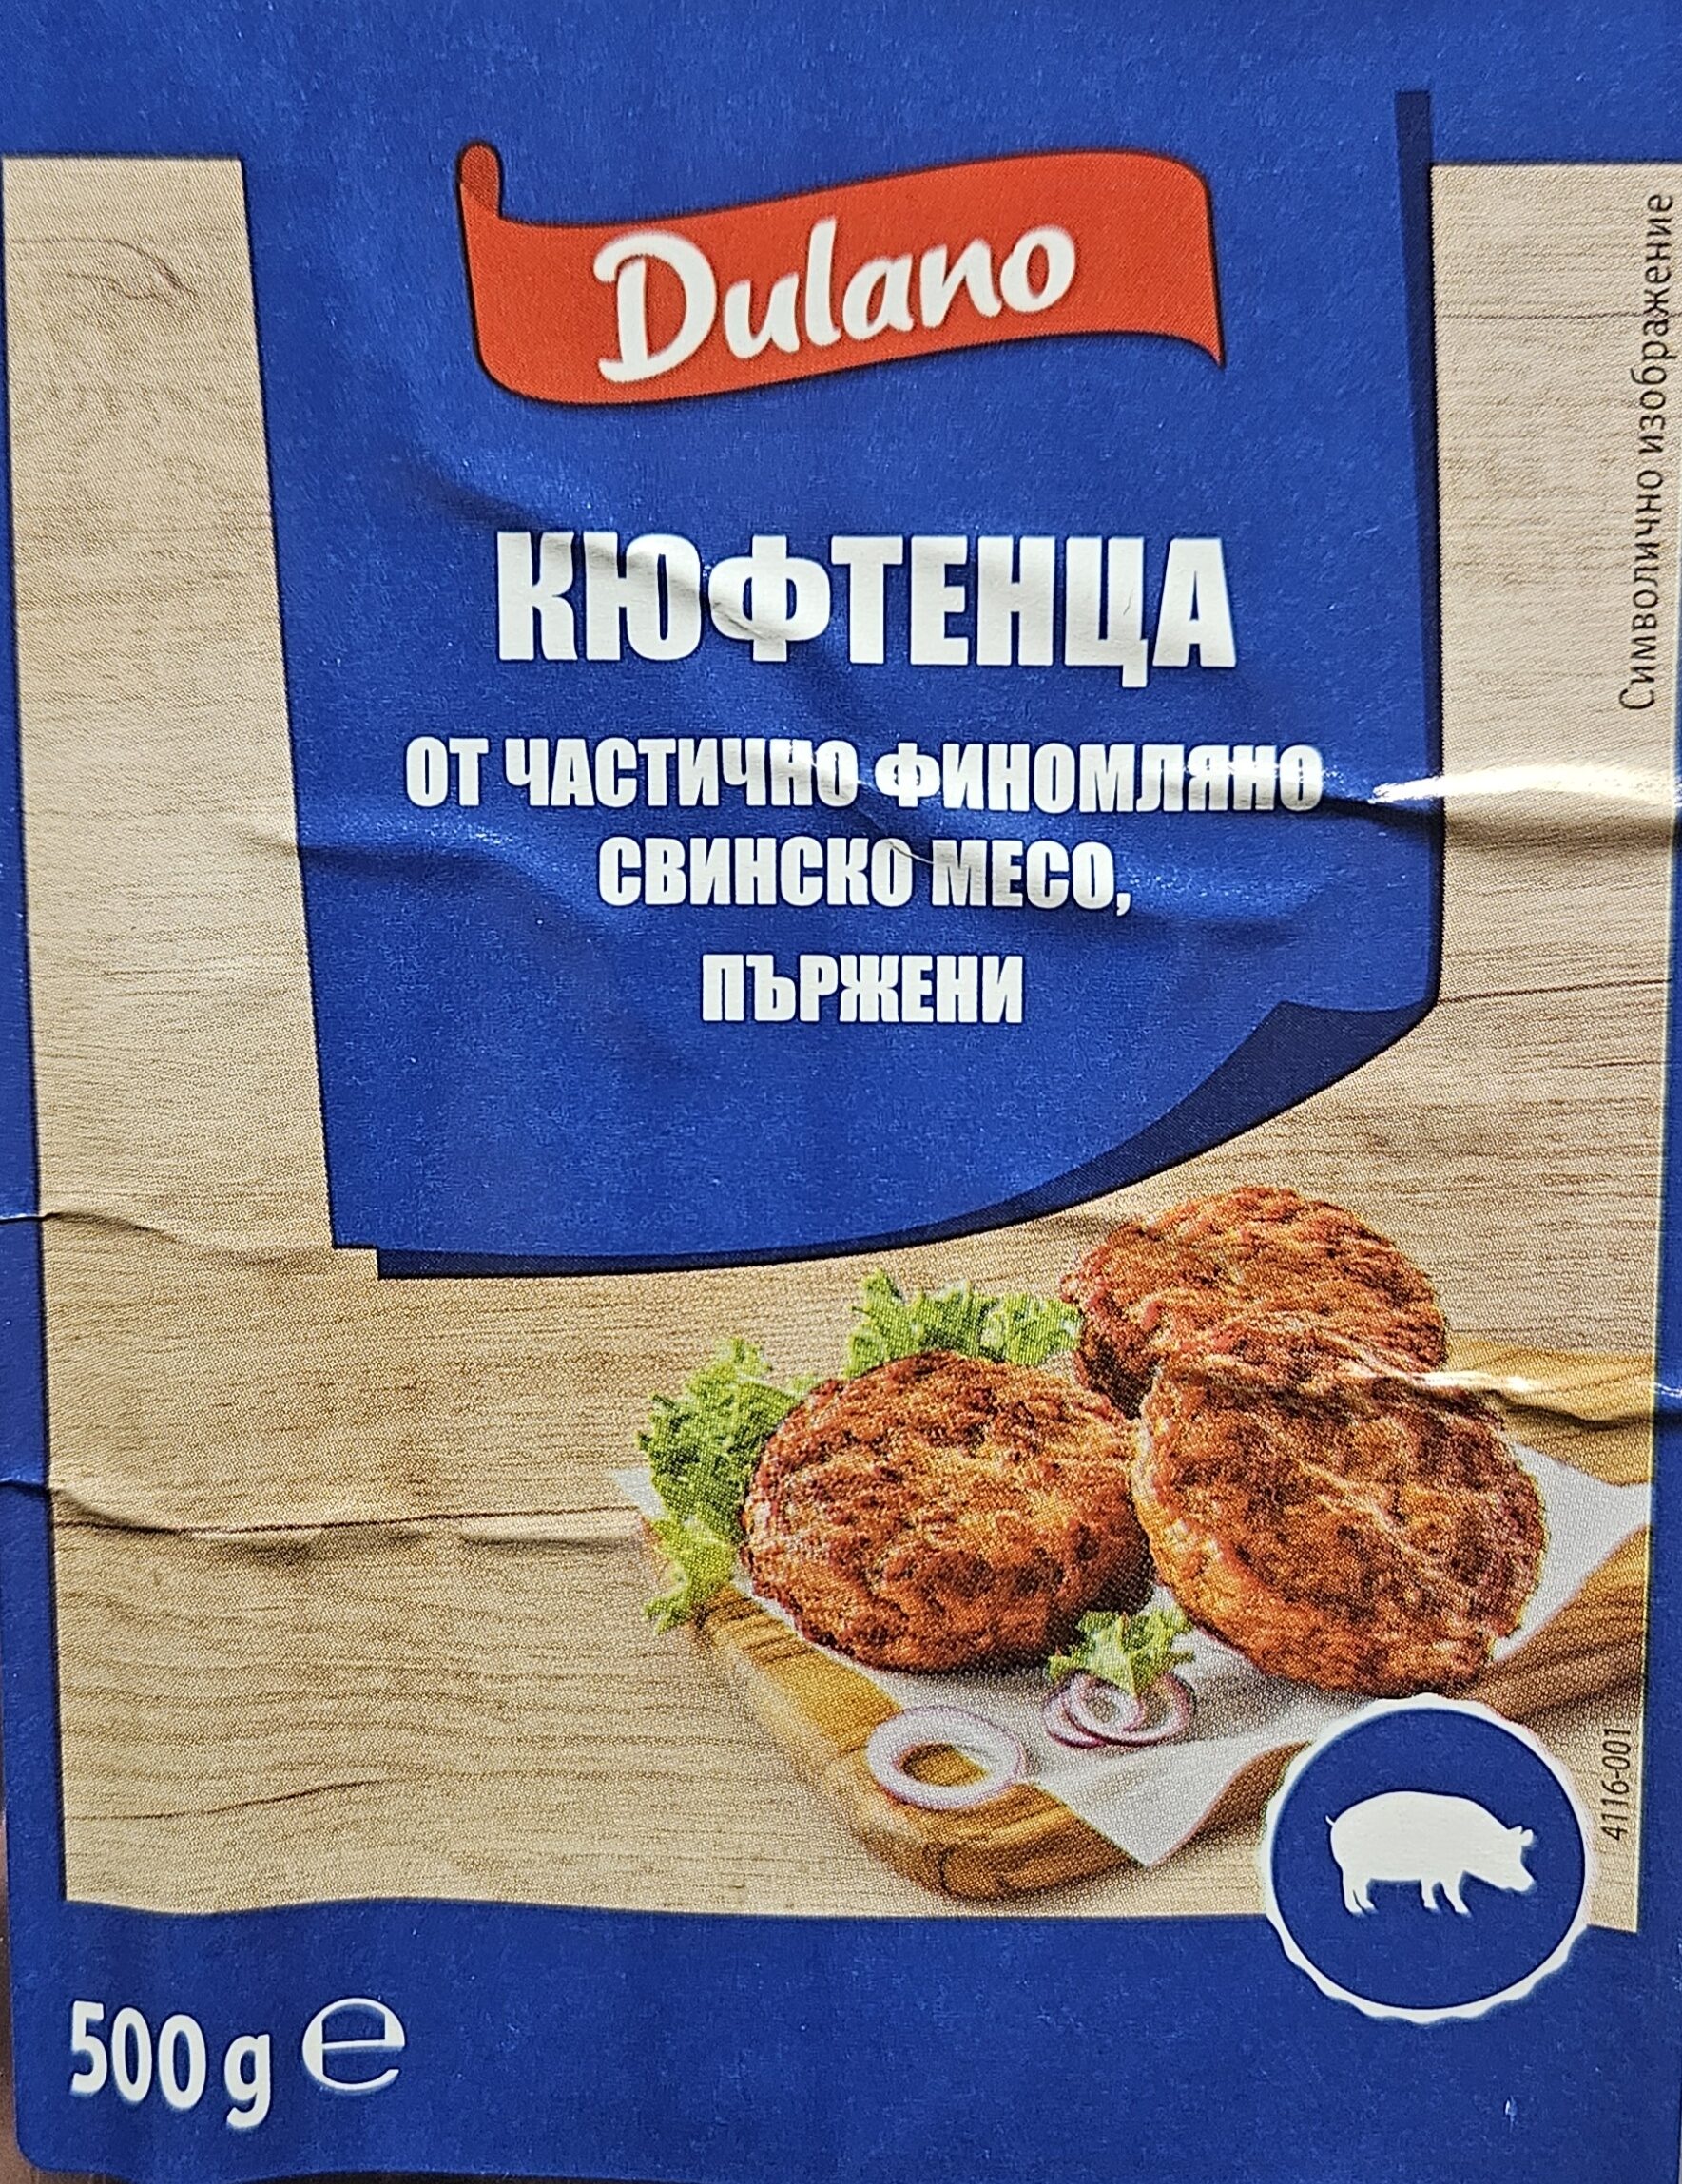 Dulano
КЮФТЕНЦА
ОТ ЧАСТИЧНО ФИНОМЛЯНО
СВИНСКО МЕСО,
ПЪРЖЕНИ
Символично изображение
4116-001
500 g ℮